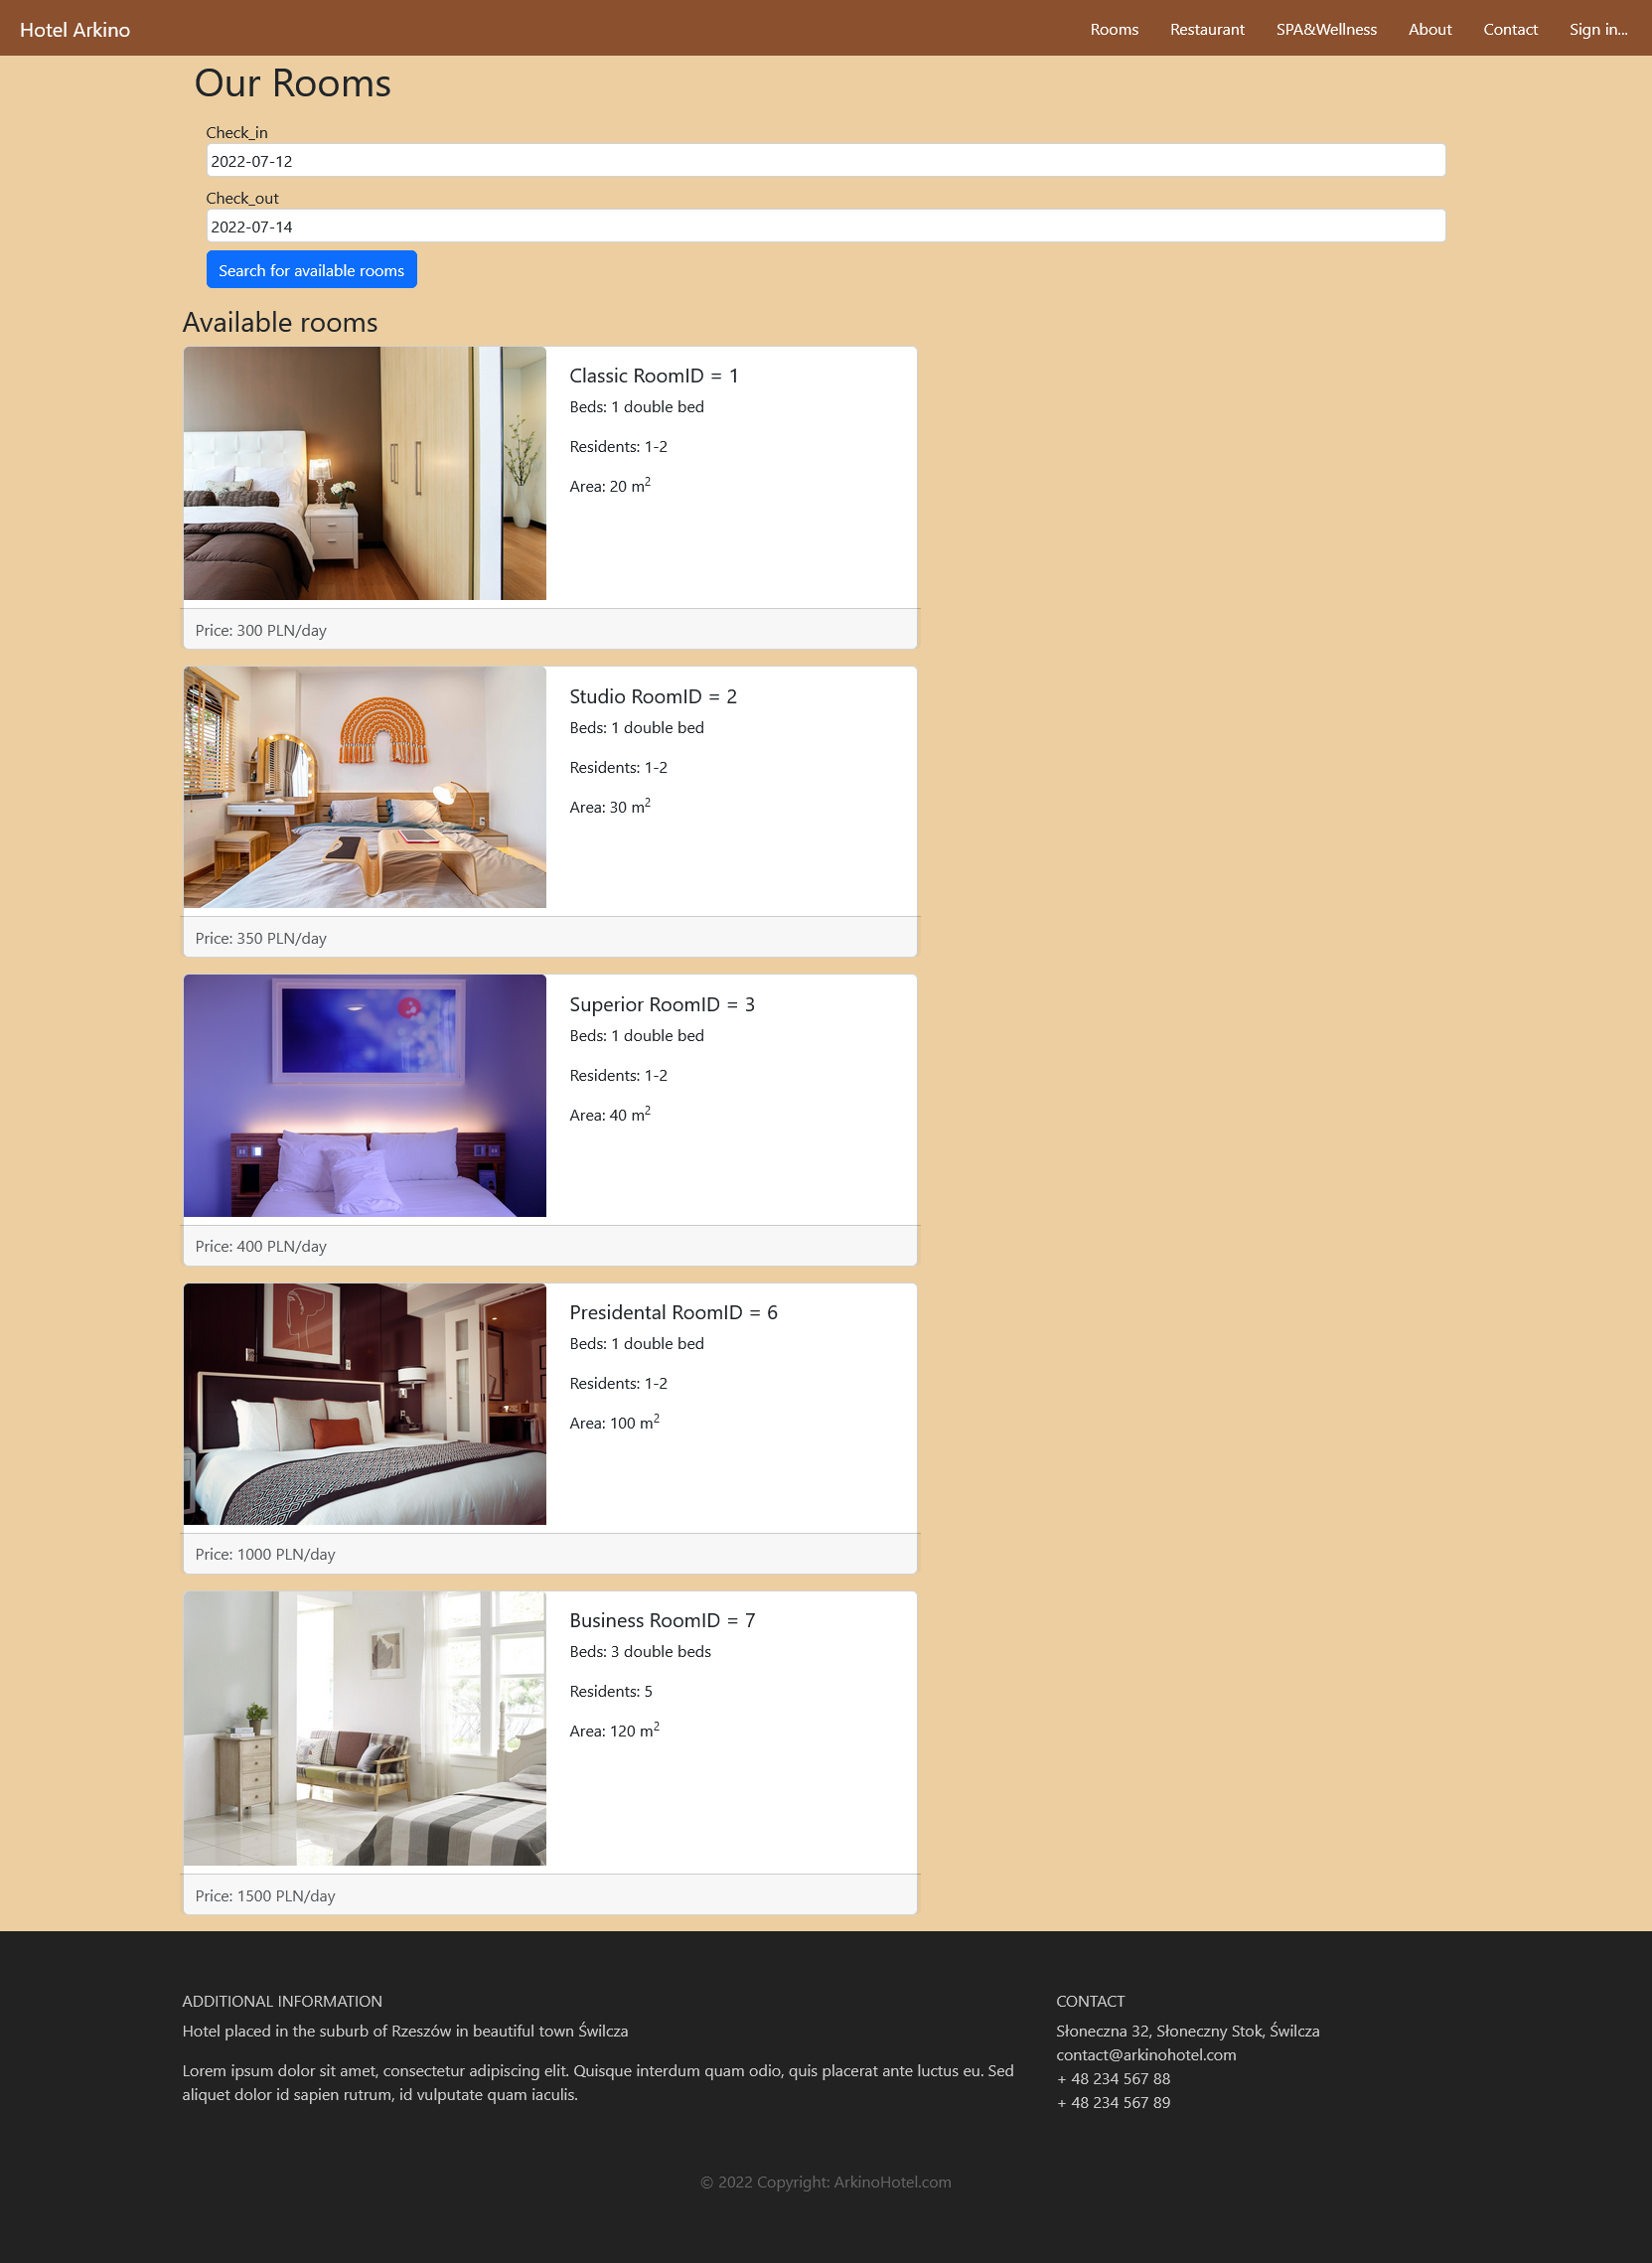 Hotel Arkino
Rooms Restaurant SPA&Wellness About Contact Sign in...
Our Rooms
Check_in
2022-07-12
Check_out
2022-07-14
Search for available rooms
Available rooms
Classic RoomID = 1
Beds: 1 double bed
Residents: 1-2
Area: 20 m²
Price: 300 PLN/day
Studio RoomID = 2
Beds: 1 double bed
Residents: 1-2
Area: 30 m²
Price: 350 PLN/day
Superior RoomID = 3
Beds: 1 double bed
Residents: 1-2
Area: 40 m²
Price: 400 PLN/day
Presidental RoomID = 6
Beds: 1 double bed
Residents: 1-2
Area: 100 m²
Price: 1000 PLN/day
Business RoomID = 7
Beds: 3 double beds
Residents: 5
Area: 120 m²
Price: 1500 PLN/day
ADDITIONAL INFORMATION
Hotel placed in the suburb of Rzeszów in beautiful town Świlcza
Lorem ipsum dolor sit amet, consectetur adipiscing elit. Quisque interdum quam odio, quis placerat ante luctus eu. Sed
aliquet dolor id sapien rutrum, id vulputate quam iaculis.
CONTACT
Słoneczna 32, Słoneczny Stok, Świlcza
contact@arkinohotel.com
+ 48 234 567 88
+ 48 234 567 89
© 2022 Copyright: ArkinoHotel.com